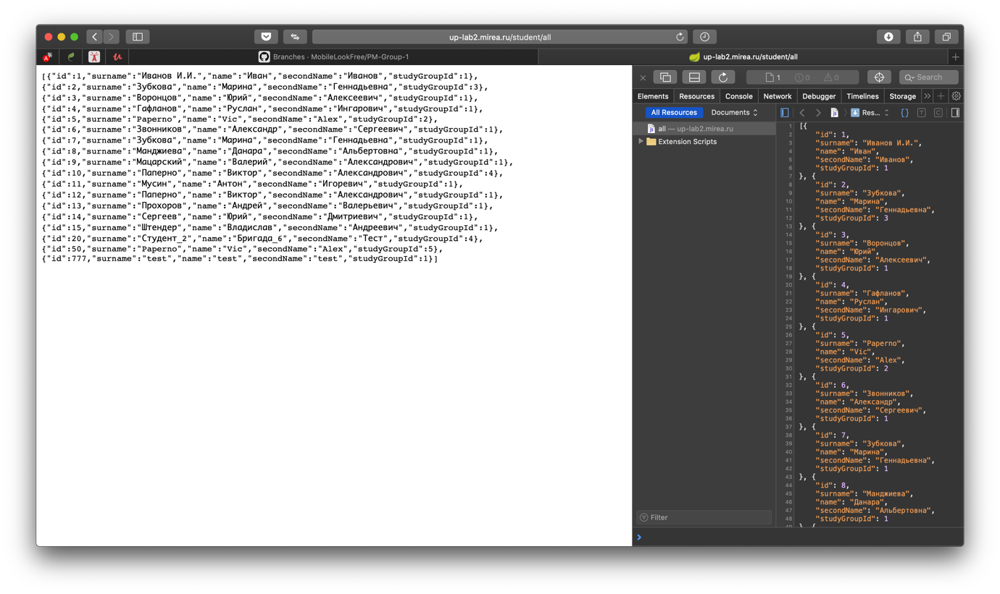 up-lab2.mirea.ru/student/all
Branches · MobileLookFree/PM-Group-1
up-lab2.mirea.ru/student/all
[{"id":1,"surname":"Иванов И.И.","name":"Иван","secondName":"Иванов","studyGroupId":1},
{"id":2,"surname":"Зубкова","name":"Марина","secondName":"Геннадьевна","studyGroupId":3},
{"id":3,"surname":"Воронцов","name":"Юрий","secondName":"Алексеевич","studyGroupId":1},
{"id":4,"surname":"Гафланов","name":"Руслан","secondName":"Ингарович","studyGroupId":1},
{"id":5,"surname":"Paperno","name":"Vic","secondName":"Alex","studyGroupId":2},
{"id":6,"surname":"Звонников","name":"Александр","secondName":"Сергеевич","studyGroupId":1},
{"id":7,"surname":"Зубкова","name":"Марина","secondName":"Геннадьевна","studyGroupId":1},
{"id":8,"surname":"Манджиева","name":"Данара","secondName":"Альбертовна","studyGroupId":1},
{"id":9,"surname":"Мацарский","name":"Валерий","secondName":"Александрович","studyGroupId":1},
{"id":10,"surname":"Паперно","name":"Виктор","secondName":"Александрович","studyGroupId":4},
{"id":11,"surname":"Мусин","name":"Антон","secondName":"Игоревич","studyGroupId":1},
{"id":12,"surname":"Паперно","name":"Виктор","secondName":"Александрович","studyGroupId":1},
{"id":13,"surname":"Прохоров","name":"Андрей","secondName":"Валерьевич","studyGroupId":1},
{"id":14,"surname":"Сергеев","name":"Юрий","secondName":"Дмитриевич","studyGroupId":1},
{"id":15,"surname":"Штендер","name":"Владислав","secondName":"Андреевич","studyGroupId":1},
{"id":20,"surname":"Студент_2","name":"Бригада_6","secondName":"Тест","studyGroupId":4},
{"id":50,"surname":"Paperno","name":"Vic","secondName":"Alex","studyGroupId":5},
{"id":777,"surname":"test","name":"test","secondName":"test","studyGroupId":1}]
1 0 0 Search
Elements Resources Console Network Debugger Timelines Storage
All Resources Documents Res...
all — up-lab2.mirea.ru
Extension Scripts
Filter
1 [{
2 "id": 1,
3 "surname": "Иванов И.И.",
4 "name": "Иван",
5 "secondName": "Иванов",
6 "studyGroupId": 1
7 }, {
8 "id": 2,
9 "surname": "Зубкова",
10 "name": "Марина",
11 "secondName": "Геннадьевна",
12 "studyGroupId": 3
13 }, {
14 "id": 3,
15 "surname": "Воронцов",
16 "name": "Юрий",
17 "secondName": "Алексеевич",
18 "studyGroupId": 1
19 }, {
20 "id": 4,
21 "surname": "Гафланов",
22 "name": "Руслан",
23 "secondName": "Ингарович",
24 "studyGroupId": 1
25 }, {
26 "id": 5,
27 "surname": "Paperno",
28 "name": "Vic",
29 "secondName": "Alex",
30 "studyGroupId": 2
31 }, {
32 "id": 6,
33 "surname": "Звонников",
34 "name": "Александр",
35 "secondName": "Сергеевич",
36 "studyGroupId": 1
37 }, {
38 "id": 7,
39 "surname": "Зубкова",
40 "name": "Марина",
41 "secondName": "Геннадьевна",
42 "studyGroupId": 1
43 }, {
44 "id": 8,
45 "surname": "Манджиева",
46 "name": "Данара",
47 "secondName": "Альбертовна",
48 "studyGroupId": 1